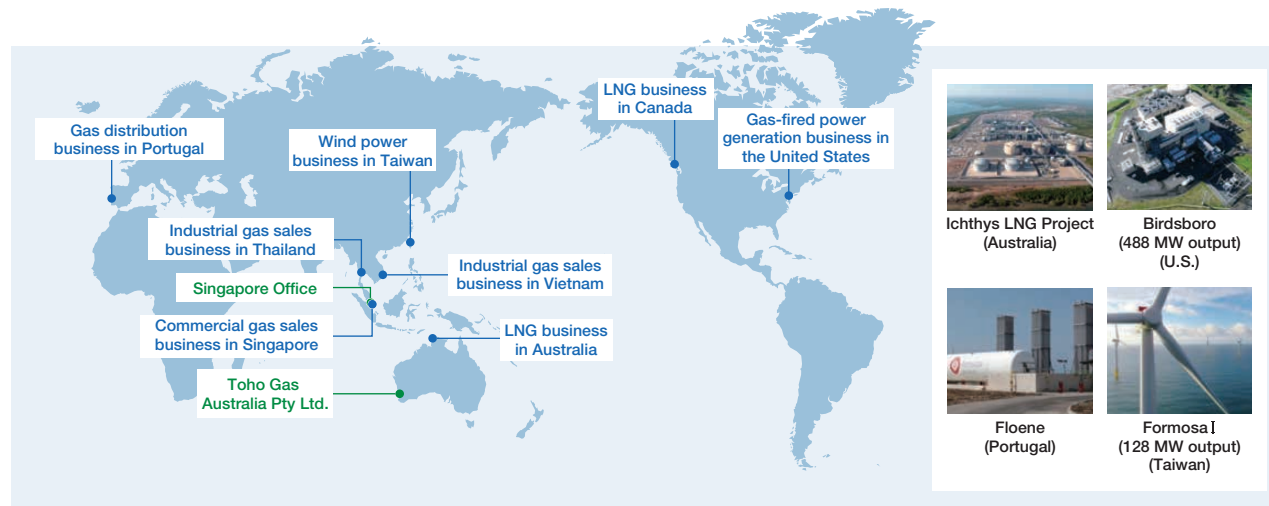 Gas distribution
business in Portugal
Wind power
business in Taiwan
Industrial gas sales
business in Thailand
Singapore Office
Commercial gas sales
business in Singapore
Toho Gas
Australia Pty Ltd.
Industrial gas sales
business in Vietnam
LNG business
in Australia
LNG business
in Canada
Gas-fired power
generation business in
the United States
Ichthys LNG Project
(Australia)
Birdsboro
(488 MW output)
(U.S.)
Floene
(Portugal)
Formosa I
(128 MW output)
(Taiwan)